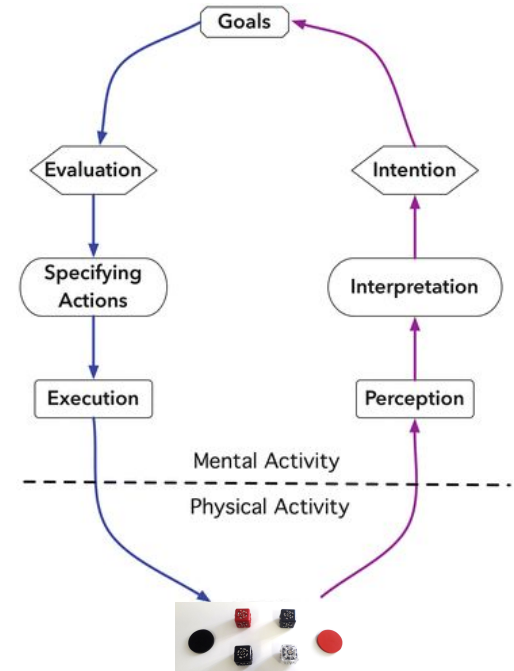 Goals
Evaluation
Intention
Specifying
Actions
Interpretation
Execution
Perception
Mental Activity
Physical Activity